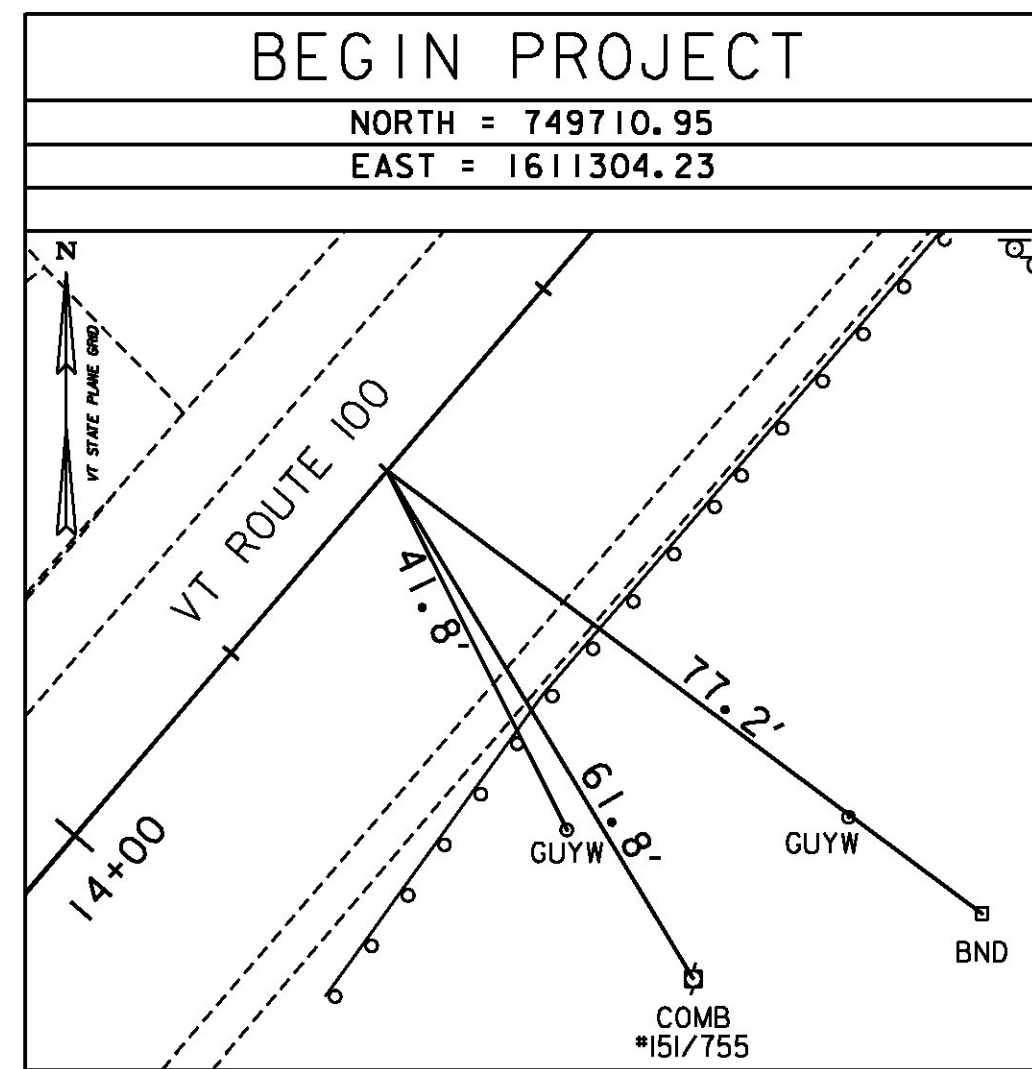 BEGIN PROJECT
NORTH = 749710.95
EAST = 1611304.23
N
VT STATE PLANE GRID
VT ROUTE 100
41.8'
77.2'
61.8'
14+00
GUYW
GUYW
BND
COMB
#151/755